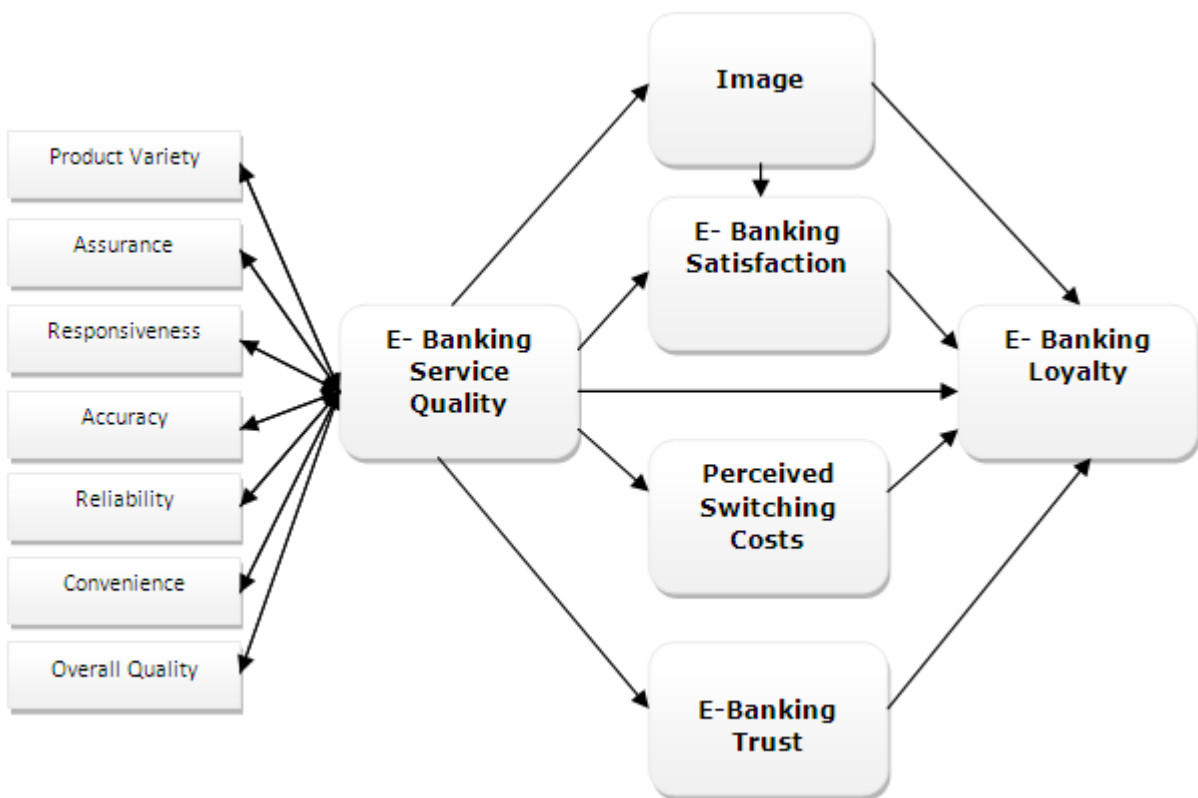 Product Variety
Assurance
Responsiveness
Accuracy
Reliability
Convenience
Overall Quality
E- Banking
Service
Quality
Image
E- Banking
Satisfaction
Perceived
Switching
Costs
E-Banking
Trust
E- Banking
Loyalty